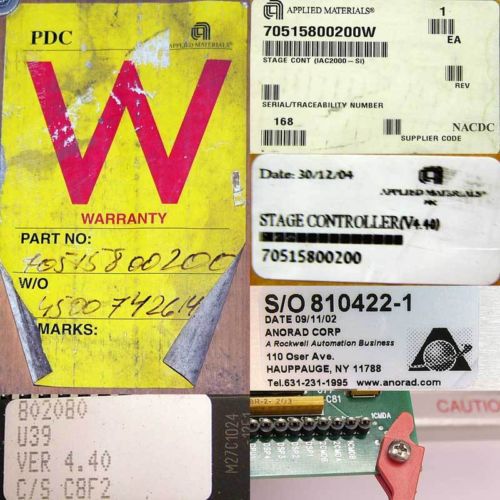 PDC
APPLIED MATERIALS®
W
WARRANTY
PART NO:
70515800200
W/O
4500742614
MARKS:
APPLIED MATERIALS®
1
70515800200W
EA
STAGE CONT (IAC2000-SI)
REV
SERIAL/TRACEABILITY NUMBER
168
NACDC
SUPPLIER CODE
Date: 30/12/04
APPLIED MATERIALS®
STAGE CONTROLLER(V4.40)
70515800200
S/O 810422-1
DATE 09/11/02
ANORAD CORP
A Rockwell Automation Business
110 Oser Ave.
HAUPPAUGE, NY 11788
Tel.631-231-1995 www.anorad.com
802080
U39
VER 4.40
C/S C8F2
M27C1024
CAUTIO